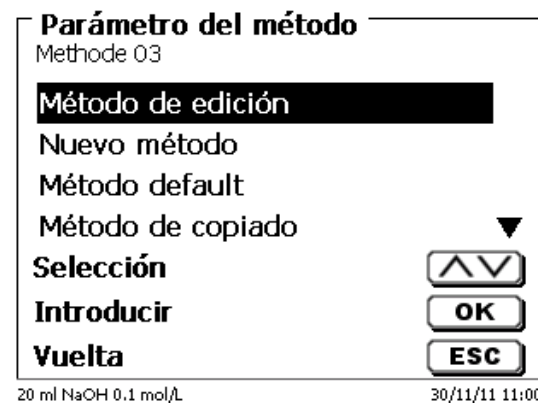 Parámetro del método
Methode 03
Método de edición
Nuevo método
Método default
Método de copiado
Selección
Introducir OK
Vuelta ESC
20 ml NaOH 0.1 mol/L 30/11/11 11:00